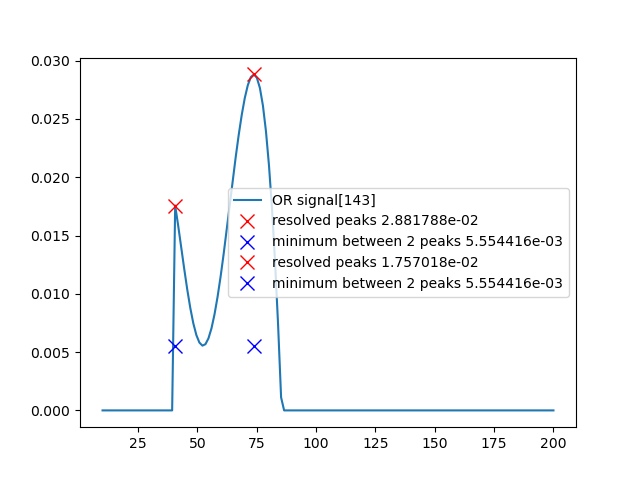 0.030
0.025
0.020
0.015
0.010
0.005
0.000
OR signal[143]
resolved peaks 2.881788e-02
minimum between 2 peaks 5.554416e-03
resolved peaks 1.757018e-02
minimum between 2 peaks 5.554416e-03
25 50 75 100 125 150 175 200